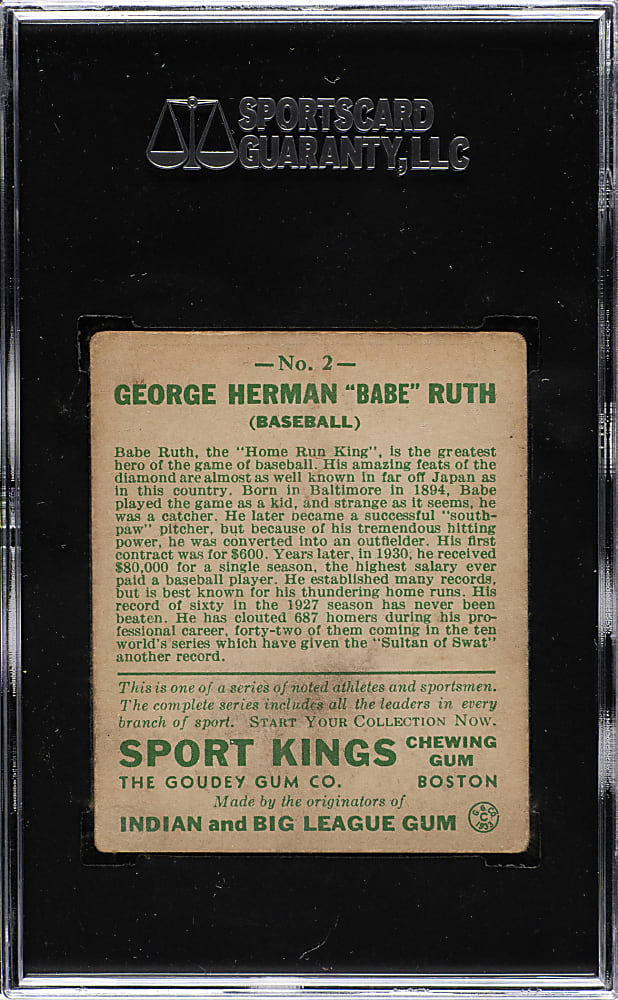 SPORTSCARD
GUARANTY, LLC
—No. 2—
GEORGE HERMAN "BABE" RUTH
(BASEBALL)
Babe Ruth, the "Home Run King", is the greatest
hero of the game of baseball. His amazing feats of the
diamond are almost as well known in far off Japan as
in this country. Born in Baltimore in 1894, Babe
played the game as a kid, and strange as it seems, he
was a catcher. He later became a successful "south-
paw" pitcher, but because of his tremendous hitting
power, he was converted into an outfielder. His first
contract was for $600. Years later, in 1930, he received
$80,000 for a single season, the highest salary ever
paid a baseball player. He established many records,
but is best known for his thundering home runs. His
record of sixty in the 1927 season has never been
beaten. He has clouted 687 homers during his pro-
fessional career, forty-two of them coming in the ten
world's series which have given the "Sultan of Swat"
another record.
This is one of a series of noted athletes and sportsmen.
The complete series includes all the leaders in every
branch of sport. START YOUR COLLECTION NOW.
SPORT KINGS CHEWING GUM
THE GOUDEY GUM CO. BOSTON
Made by the originators of
INDIAN and BIG LEAGUE GUM
G.G.CO.
C
1933